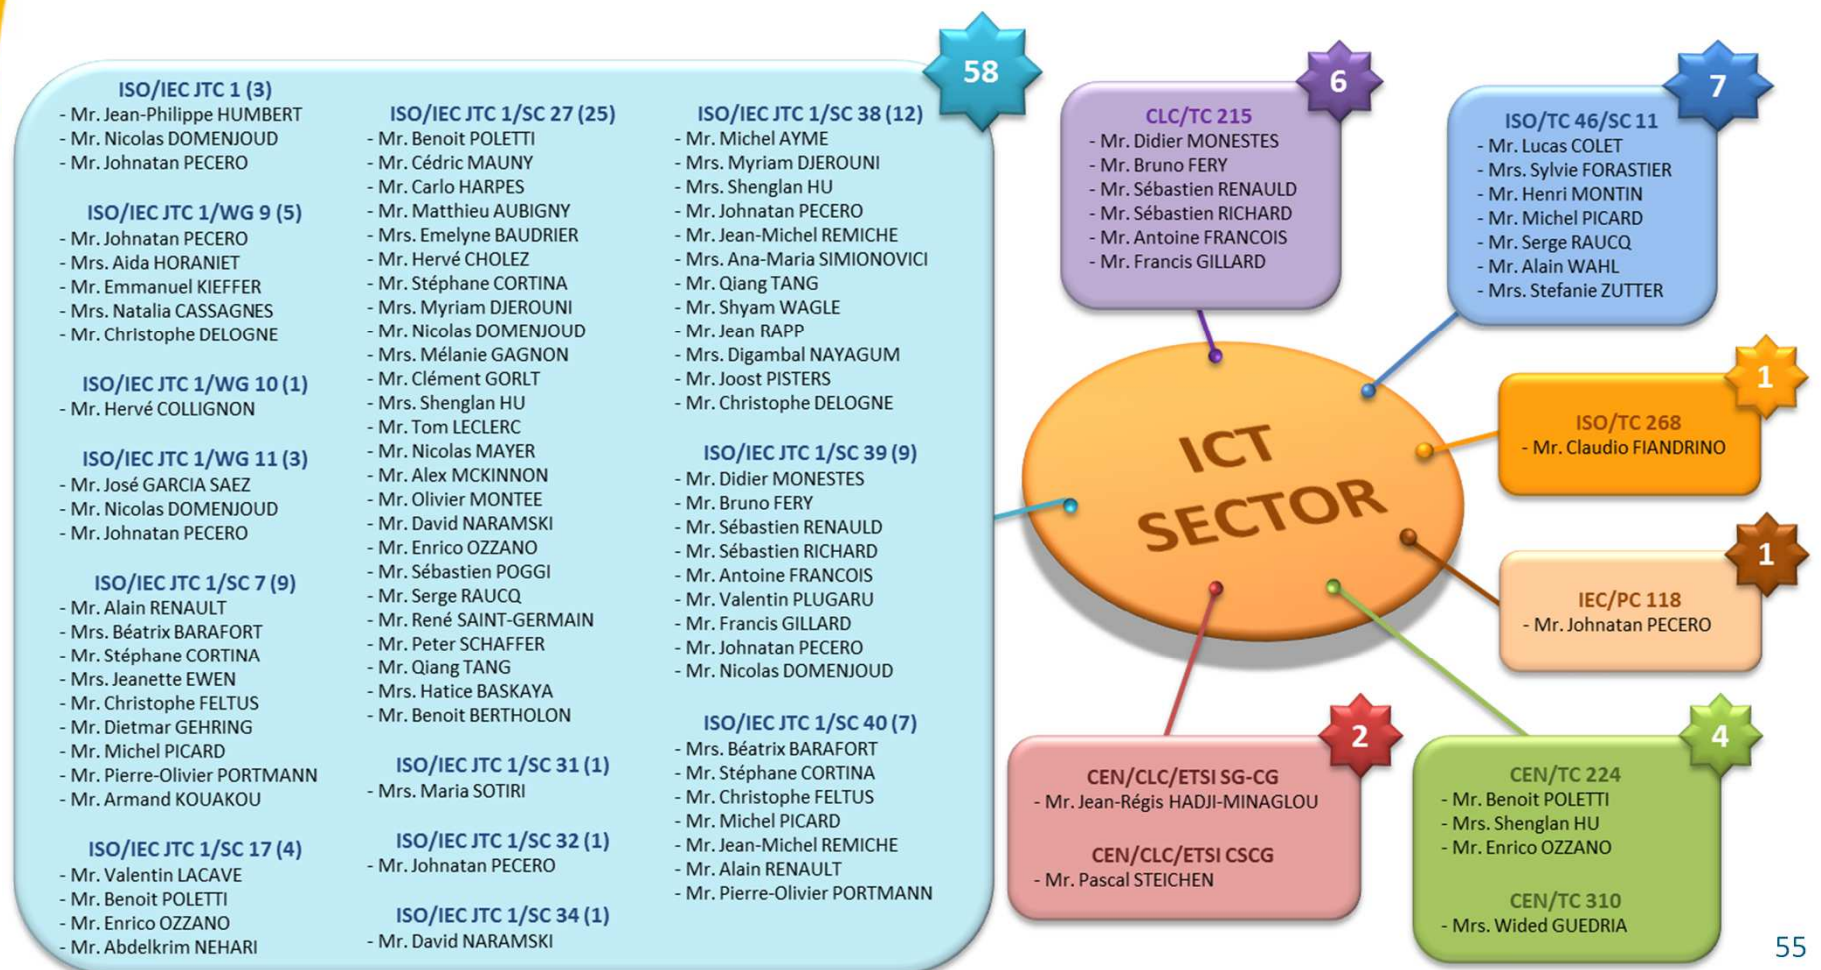 58
ISO/IEC JTC 1 (3)
- Mr. Jean-Philippe HUMBERT
- Mr. Nicolas DOMENJOUD
- Mr. Johnatan PECERO
ISO/IEC JTC 1/WG 9 (5)
- Mr. Johnatan PECERO
- Mrs. Aida HORANIET
- Mr. Emmanuel KIEFFER
- Mrs. Natalia CASSAGNES
- Mr. Christophe DELOGNE
ISO/IEC JTC 1/WG 10 (1)
- Mr. Hervé COLLIGNON
ISO/IEC JTC 1/WG 11 (3)
- Mr. José GARCIA SAEZ
- Mr. Nicolas DOMENJOUD
- Mr. Johnatan PECERO
ISO/IEC JTC 1/SC 7 (9)
- Mr. Alain RENAULT
- Mrs. Béatrix BARAFORT
- Mr. Stéphane CORTINA
- Mrs. Jeanette EWEN
- Mr. Christophe FELTUS
- Mr. Dietmar GEHRING
- Mr. Michel PICARD
- Mr. Pierre-Olivier PORTMANN
- Mr. Armand KOUAKOU
ISO/IEC JTC 1/SC 17 (4)
- Mr. Valentin LACAVE
- Mr. Benoit POLETTI
- Mr. Enrico OZZANO
- Mr. Abdelkrim NEHARI
ISO/IEC JTC 1/SC 27 (25)
- Mr. Benoit POLETTI
- Mr. Cédric MAUNY
- Mr. Carlo HARPES
- Mr. Matthieu AUBIGNY
- Mrs. Emelyne BAUDRIER
- Mr. Hervé CHOLEZ
- Mr. Stéphane CORTINA
- Mrs. Myriam DJEROUNI
- Mr. Nicolas DOMENJOUD
- Mrs. Mélanie GAGNON
- Mr. Clément GORLT
- Mrs. Shenglan HU
- Mr. Tom LECLERC
- Mr. Nicolas MAYER
- Mr. Alex MCKINNON
- Mr. Olivier MONTEE
- Mr. David NARAMSKI
- Mr. Enrico OZZANO
- Mr. Sébastien POGGI
- Mr. Serge RAUCQ
- Mr. René SAINT-GERMAIN
- Mr. Peter SCHAFFER
- Mr. Qiang TANG
- Mrs. Hatice BASKAYA
- Mr. Benoit BERTHOLON
ISO/IEC JTC 1/SC 31 (1)
- Mrs. Maria SOTIRI
ISO/IEC JTC 1/SC 32 (1)
- Mr. Johnatan PECERO
ISO/IEC JTC 1/SC 34 (1)
- Mr. David NARAMSKI
ISO/IEC JTC 1/SC 38 (12)
- Mr. Michel AYME
- Mrs. Myriam DJEROUNI
- Mrs. Shenglan HU
- Mr. Johnatan PECERO
- Mr. Jean-Michel REMICHE
- Mrs. Ana-Maria SIMIONOVICI
- Mr. Qiang TANG
- Mr. Shyam WAGLE
- Mr. Jean RAPP
- Mrs. Digambal NAYAGUM
- Mr. Joost PISTERS
- Mr. Christophe DELOGNE
ISO/IEC JTC 1/SC 39 (9)
- Mr. Didier MONESTES
- Mr. Bruno FERY
- Mr. Sébastien RENAULD
- Mr. Sébastien RICHARD
- Mr. Antoine FRANCOIS
- Mr. Valentin PLUGARU
- Mr. Francis GILLARD
- Mr. Johnatan PECERO
- Mr. Nicolas DOMENJOUD
ISO/IEC JTC 1/SC 40 (7)
- Mrs. Béatrix BARAFORT
- Mr. Stéphane CORTINA
- Mr. Christophe FELTUS
- Mr. Michel PICARD
- Mr. Jean-Michel REMICHE
- Mr. Alain RENAULT
- Mr. Pierre-Olivier PORTMANN
6
CLC/TC 215
- Mr. Didier MONESTES
- Mr. Bruno FERY
- Mr. Sébastien RENAULD
- Mr. Sébastien RICHARD
- Mr. Antoine FRANCOIS
- Mr. Francis GILLARD
7
ISO/TC 46/SC 11
- Mr. Lucas COLET
- Mrs. Sylvie FORASTIER
- Mr. Henri MONTIN
- Mr. Michel PICARD
- Mr. Serge RAUCQ
- Mr. Alain WAHL
- Mrs. Stefanie ZUTTER
ICT
SECTOR
1
ISO/TC 268
- Mr. Claudio FIANDRINO
1
IEC/PC 118
- Mr. Johnatan PECERO
2
CEN/CLC/ETSI SG-CG
- Mr. Jean-Régis HADJI-MINAGLOU
CEN/CLC/ETSI CSCG
- Mr. Pascal STEICHEN
4
CEN/TC 224
- Mr. Benoit POLETTI
- Mrs. Shenglan HU
- Mr. Enrico OZZANO
CEN/TC 310
- Mrs. Wided GUEDRIA
55